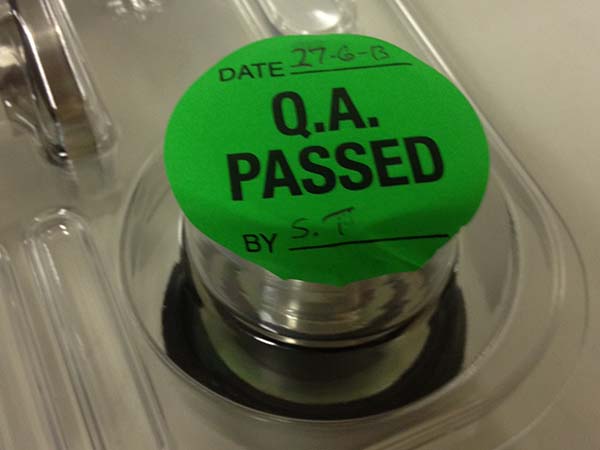 DATE 27-6-13
Q.A.
PASSED
BY S.T